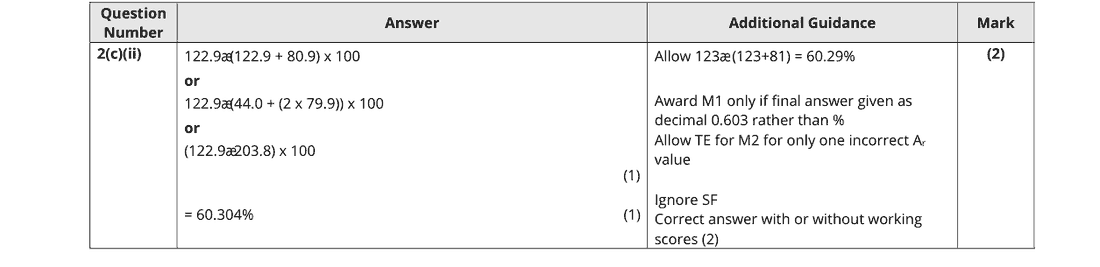 Question Number
Answer
Additional Guidance
Mark
2(c)(ii)
122.9æ(122.9 + 80.9) x 100
or
122.9æ(44.0 + (2 x 79.9)) x 100
or
(122.9æ203.8) x 100
(1)
= 60.304%
(1)
Allow 123æ(123+81) = 60.29%
Award M1 only if final answer given as
decimal 0.603 rather than %
Allow TE for M2 for only one incorrect Aᵣ
value
Ignore SF
Correct answer with or without working
scores (2)
(2)